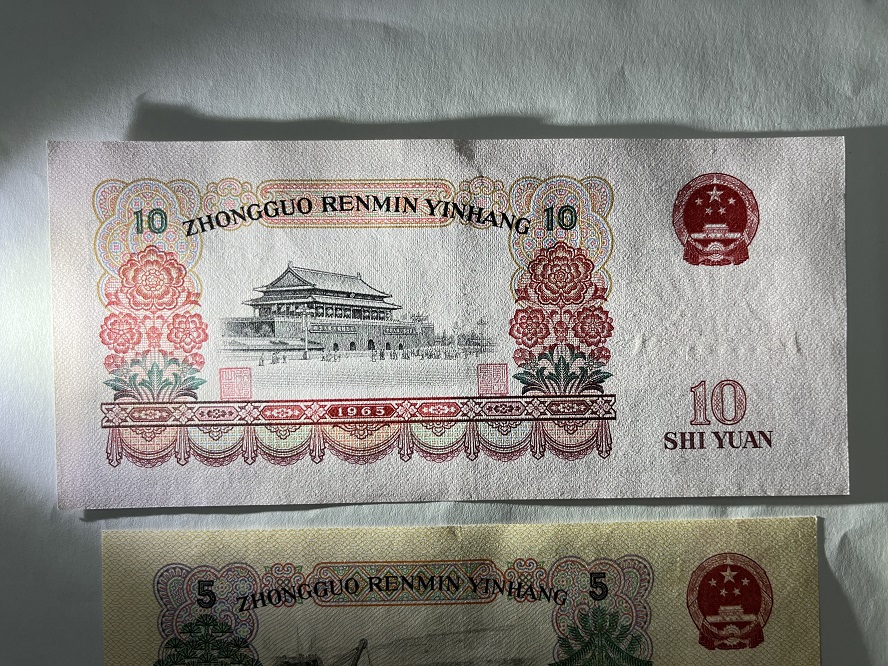 10 ZHONGGUO RENMIN YINHANG 10
1965
10
SHI YUAN
5 ZHONGGUO RENMIN YINHANG 5